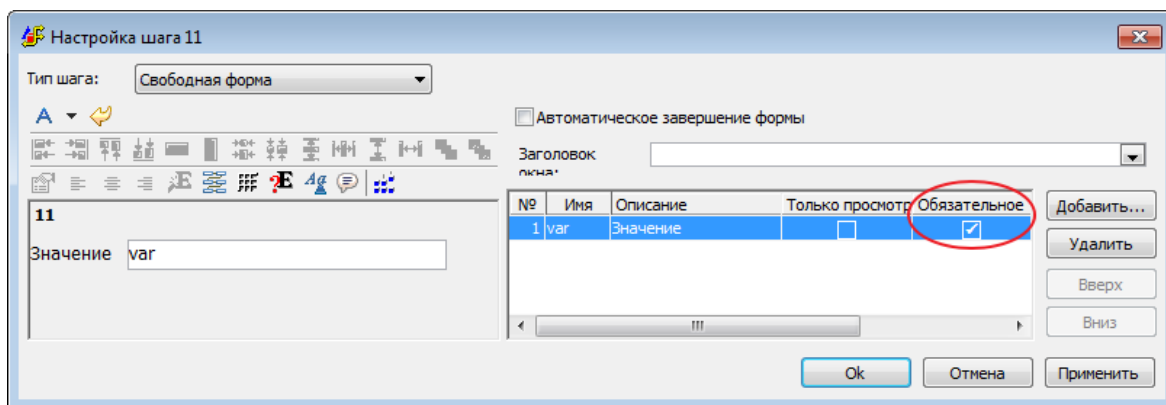 Настройка шага 11
Тип шага: Свободная форма
Автоматическое завершение формы
Заголовок
окна:
11
Значение var
№ Имя Описание Только просмотр Обязательное
1 var Значение
Добавить...
Удалить
Вверх
Вниз
Ok Отмена Применить